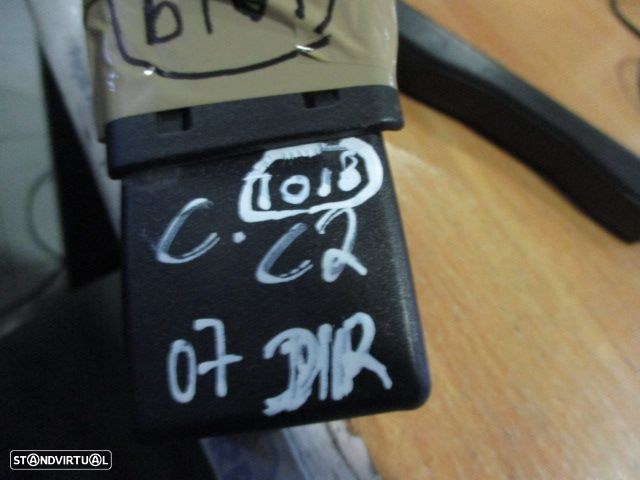 1018
C. C2
07 DIR
STANDVIRTUAL